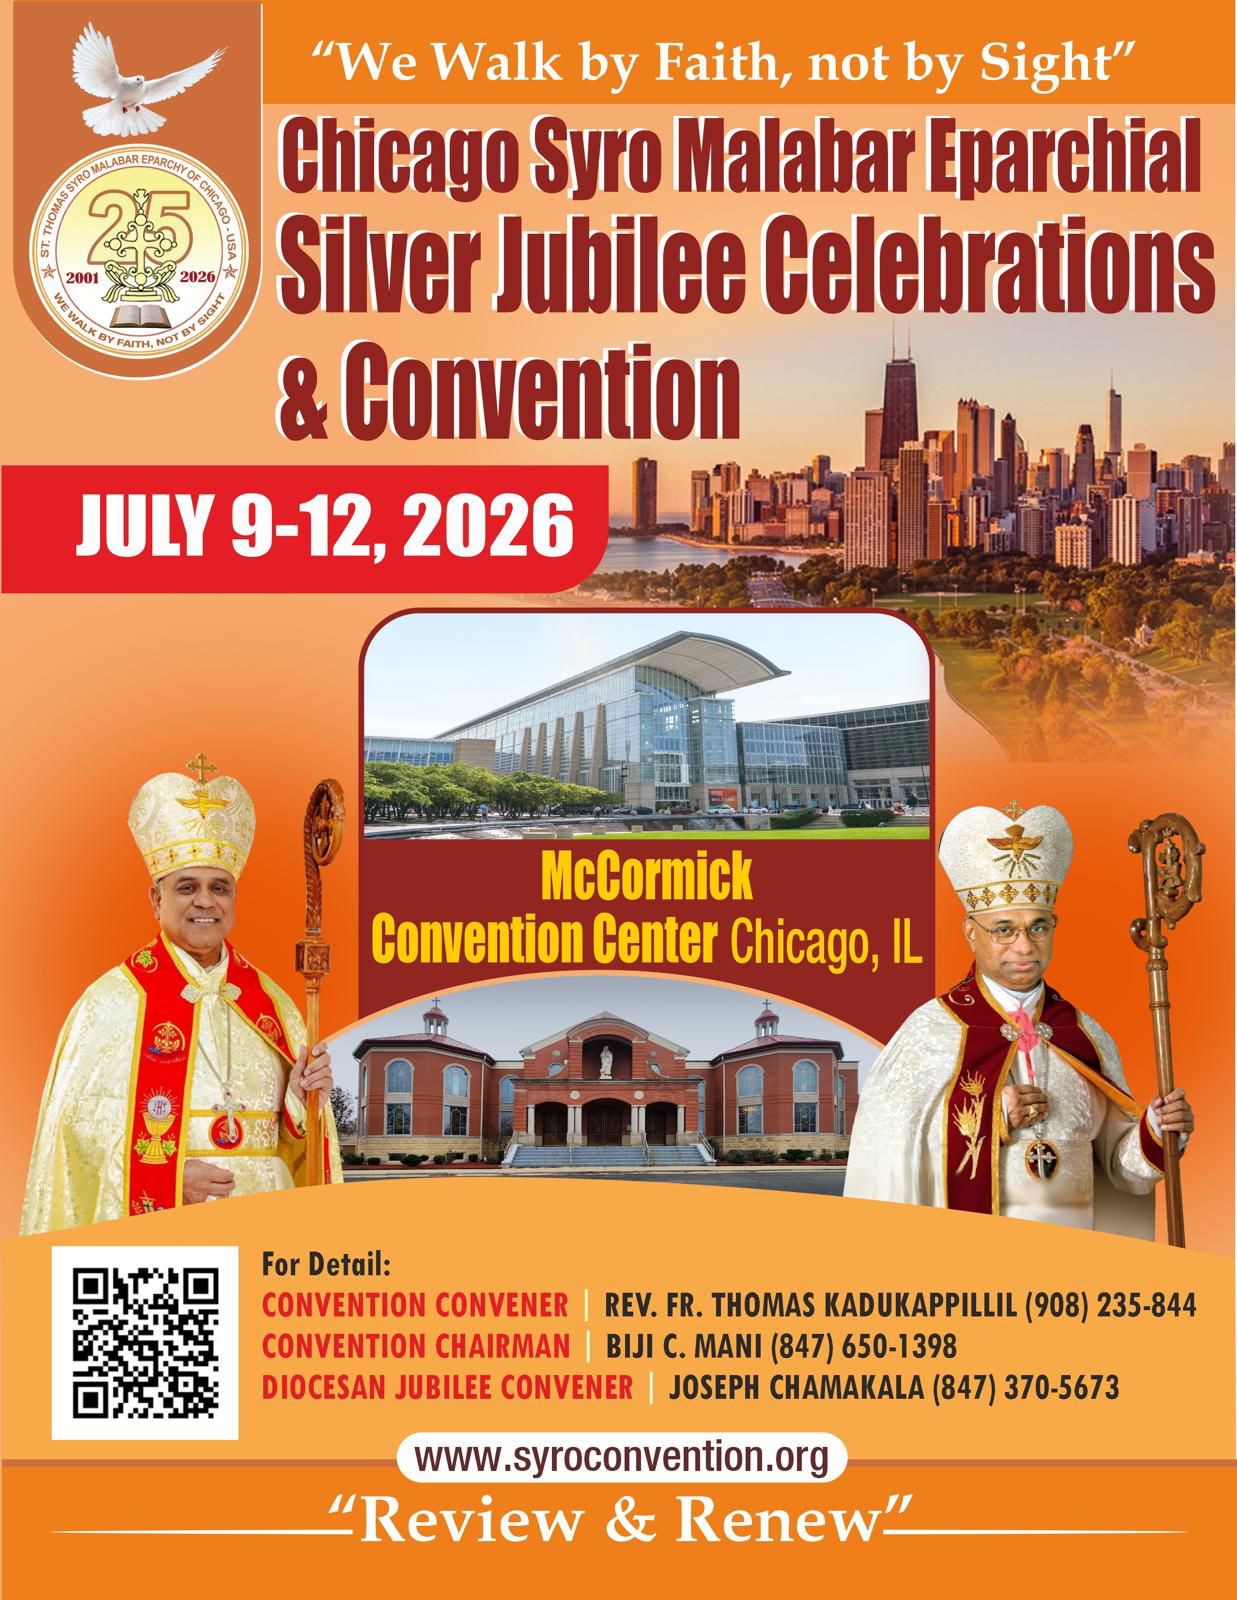 “We Walk by Faith, not by Sight”
ST. THOMAS SYRO MALABAR EPARCHY OF CHICAGO - USA
25
2001 2026
WE WALK BY FAITH, NOT BY SIGHT
Chicago Syro Malabar Eparchial
Silver Jubilee Celebrations
& Convention
JULY 9-12, 2026
McCormick
Convention Center Chicago, IL
For Detail:
CONVENTION CONVENER | REV. FR. THOMAS KADUKAPPILLIL (908) 235-844
CONVENTION CHAIRMAN | BIJI C. MANI (847) 650-1398
DIOCESAN JUBILEE CONVENER | JOSEPH CHAMAKALA (847) 370-5673
www.syroconvention.org
“Review & Renew”